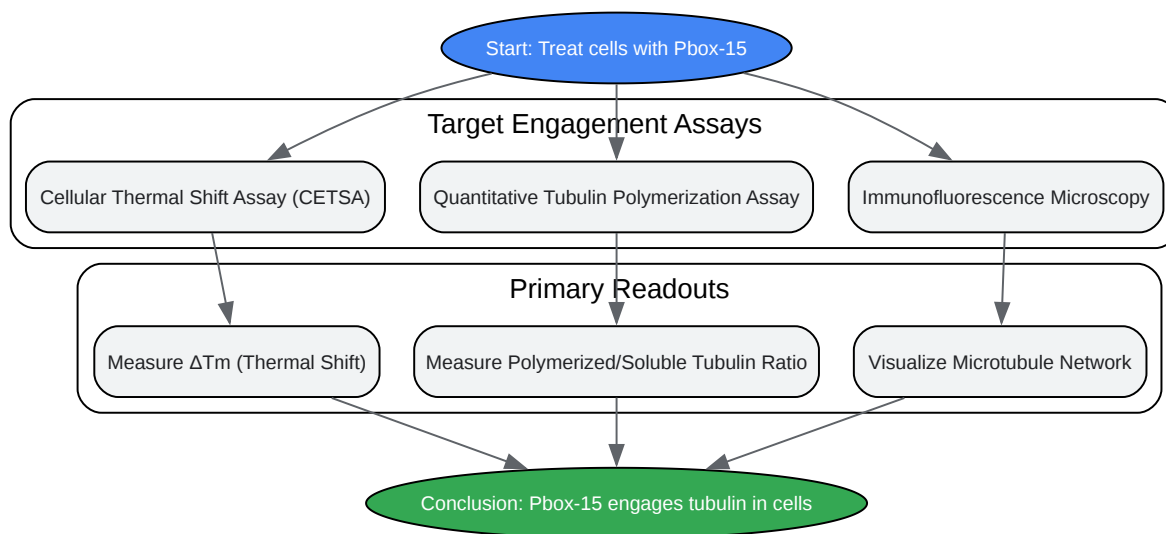 Start: Treat cells with Pbox-15
Target Engagement Assays
Cellular Thermal Shift Assay (CETSA)
Quantitative Tubulin Polymerization Assay
Immunofluorescence Microscopy
Primary Readouts
Measure ΔTm (Thermal Shift)
Measure Polymerized/Soluble Tubulin Ratio
Visualize Microtubule Network
Conclusion: Pbox-15 engages tubulin in cells